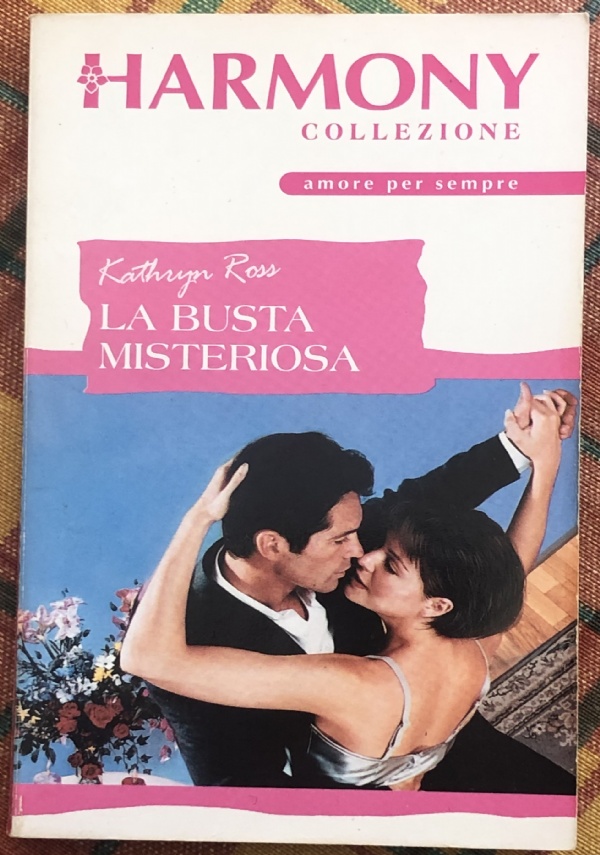 HARMONY
COLLEZIONE
amore per sempre
Kathryn Ross
LA BUSTA
MISTERIOSA